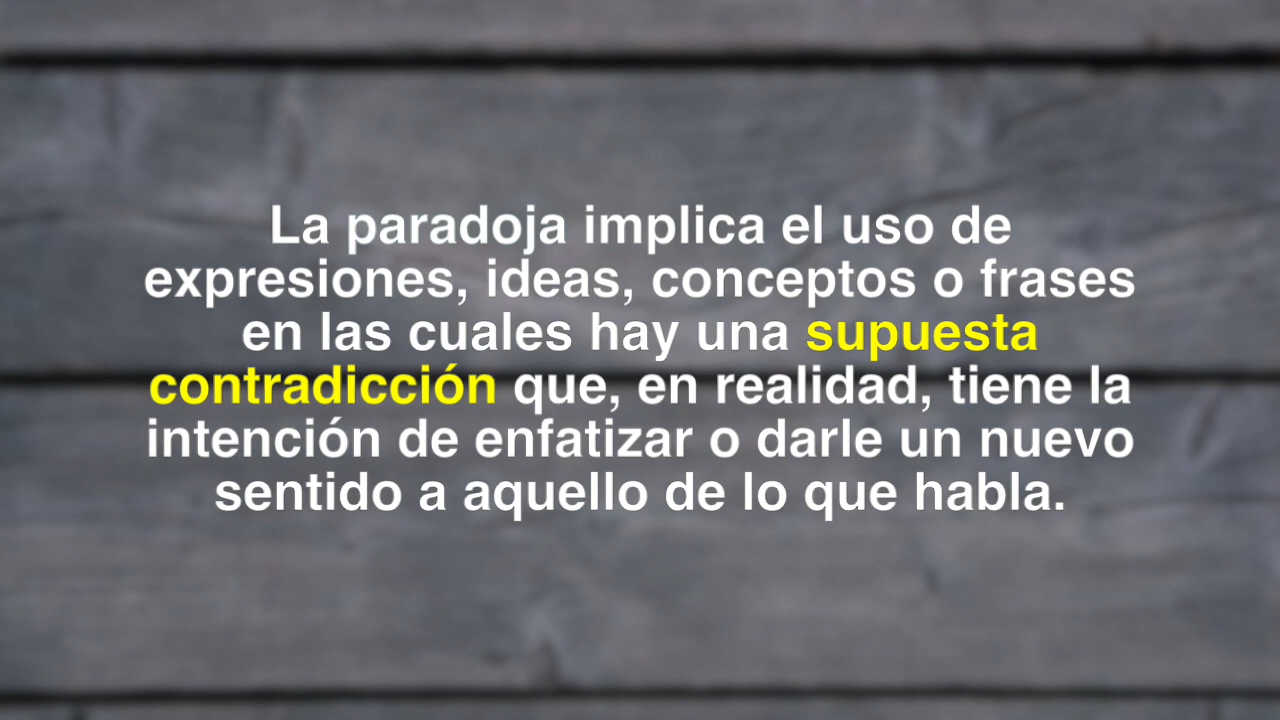 La paradoja implica el uso de
expresiones, ideas, conceptos o frases
en las cuales hay una supuesta
contradicción que, en realidad, tiene la
intención de enfatizar o darle un nuevo
sentido a aquello de lo que habla.